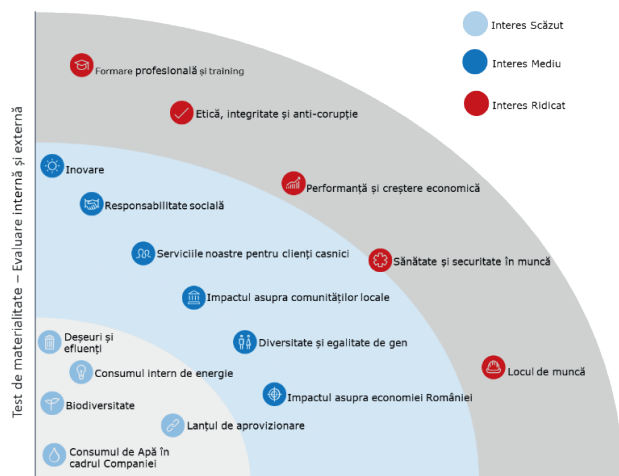 Interes Scăzut
Interes Mediu
Interes Ridicat
Test de materialitate – Evaluare internă și externă
Formare profesională și training
Etică, integritate și anti-corupție
Performanță și creștere economică
Sănătate și securitate în muncă
Locul de muncă
Inovare
Responsabilitate socială
Serviciile noastre pentru clienți casnici
Impactul asupra comunităților locale
Diversitate și egalitate de gen
Impactul asupra economiei României
Deșeuri și
efluenți
Consumul intern de energie
Biodiversitate
Lanțul de aprovizionare
Consumul de Apă în
cadrul Companiei